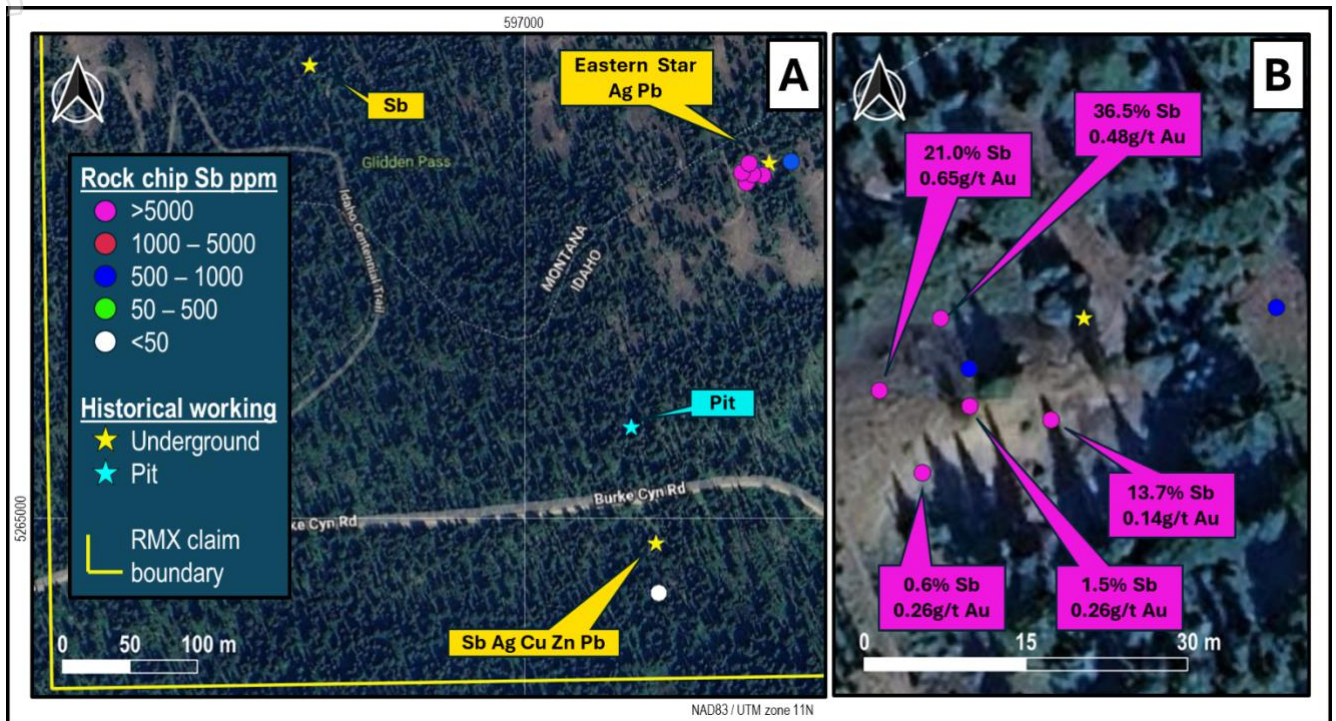 597000
A
B
Sb
Eastern Star
Ag Pb
Glidden Pass
Idaho Centennial Trail
MONTANA
IDAHO
Rock chip Sb ppm
>5000
1000 – 5000
500 – 1000
50 – 500
<50
Historical working
Underground
Pit
RMX claim
boundary
Pit
Burke Cyn Rd
ke Cyn Rd
5265000
Sb Ag Cu Zn Pb
0 50 100 m
36.5% Sb
0.48g/t Au
21.0% Sb
0.65g/t Au
13.7% Sb
0.14g/t Au
0.6% Sb
0.26g/t Au
1.5% Sb
0.26g/t Au
0 15 30 m
NAD83 / UTM zone 11N